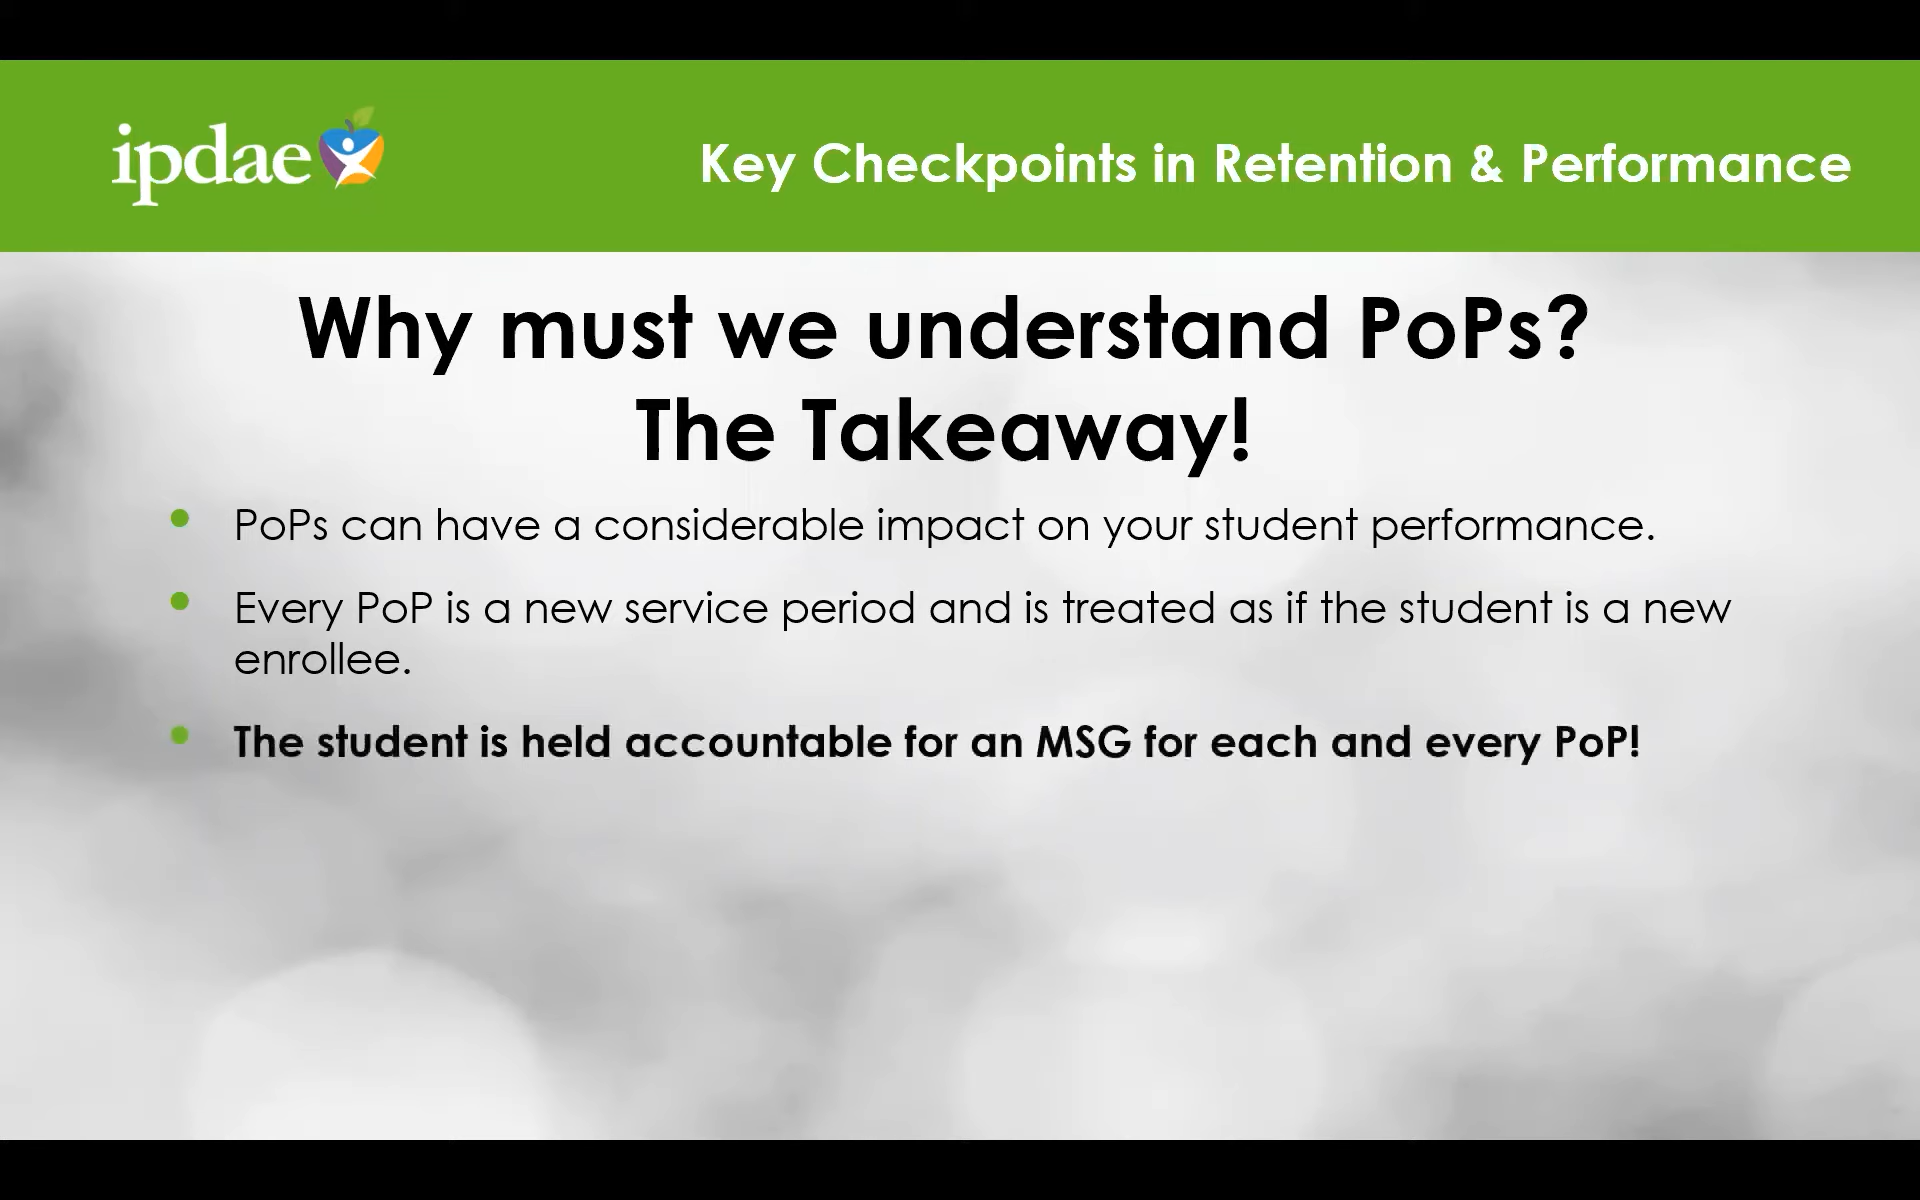 ipdae
Key Checkpoints in Retention & Performance
Why must we understand PoPs?
The Takeaway!
• PoPs can have a considerable impact on your student performance.
• Every PoP is a new service period and is treated as if the student is a new
enrollee.
• The student is held accountable for an MSG for each and every PoP!